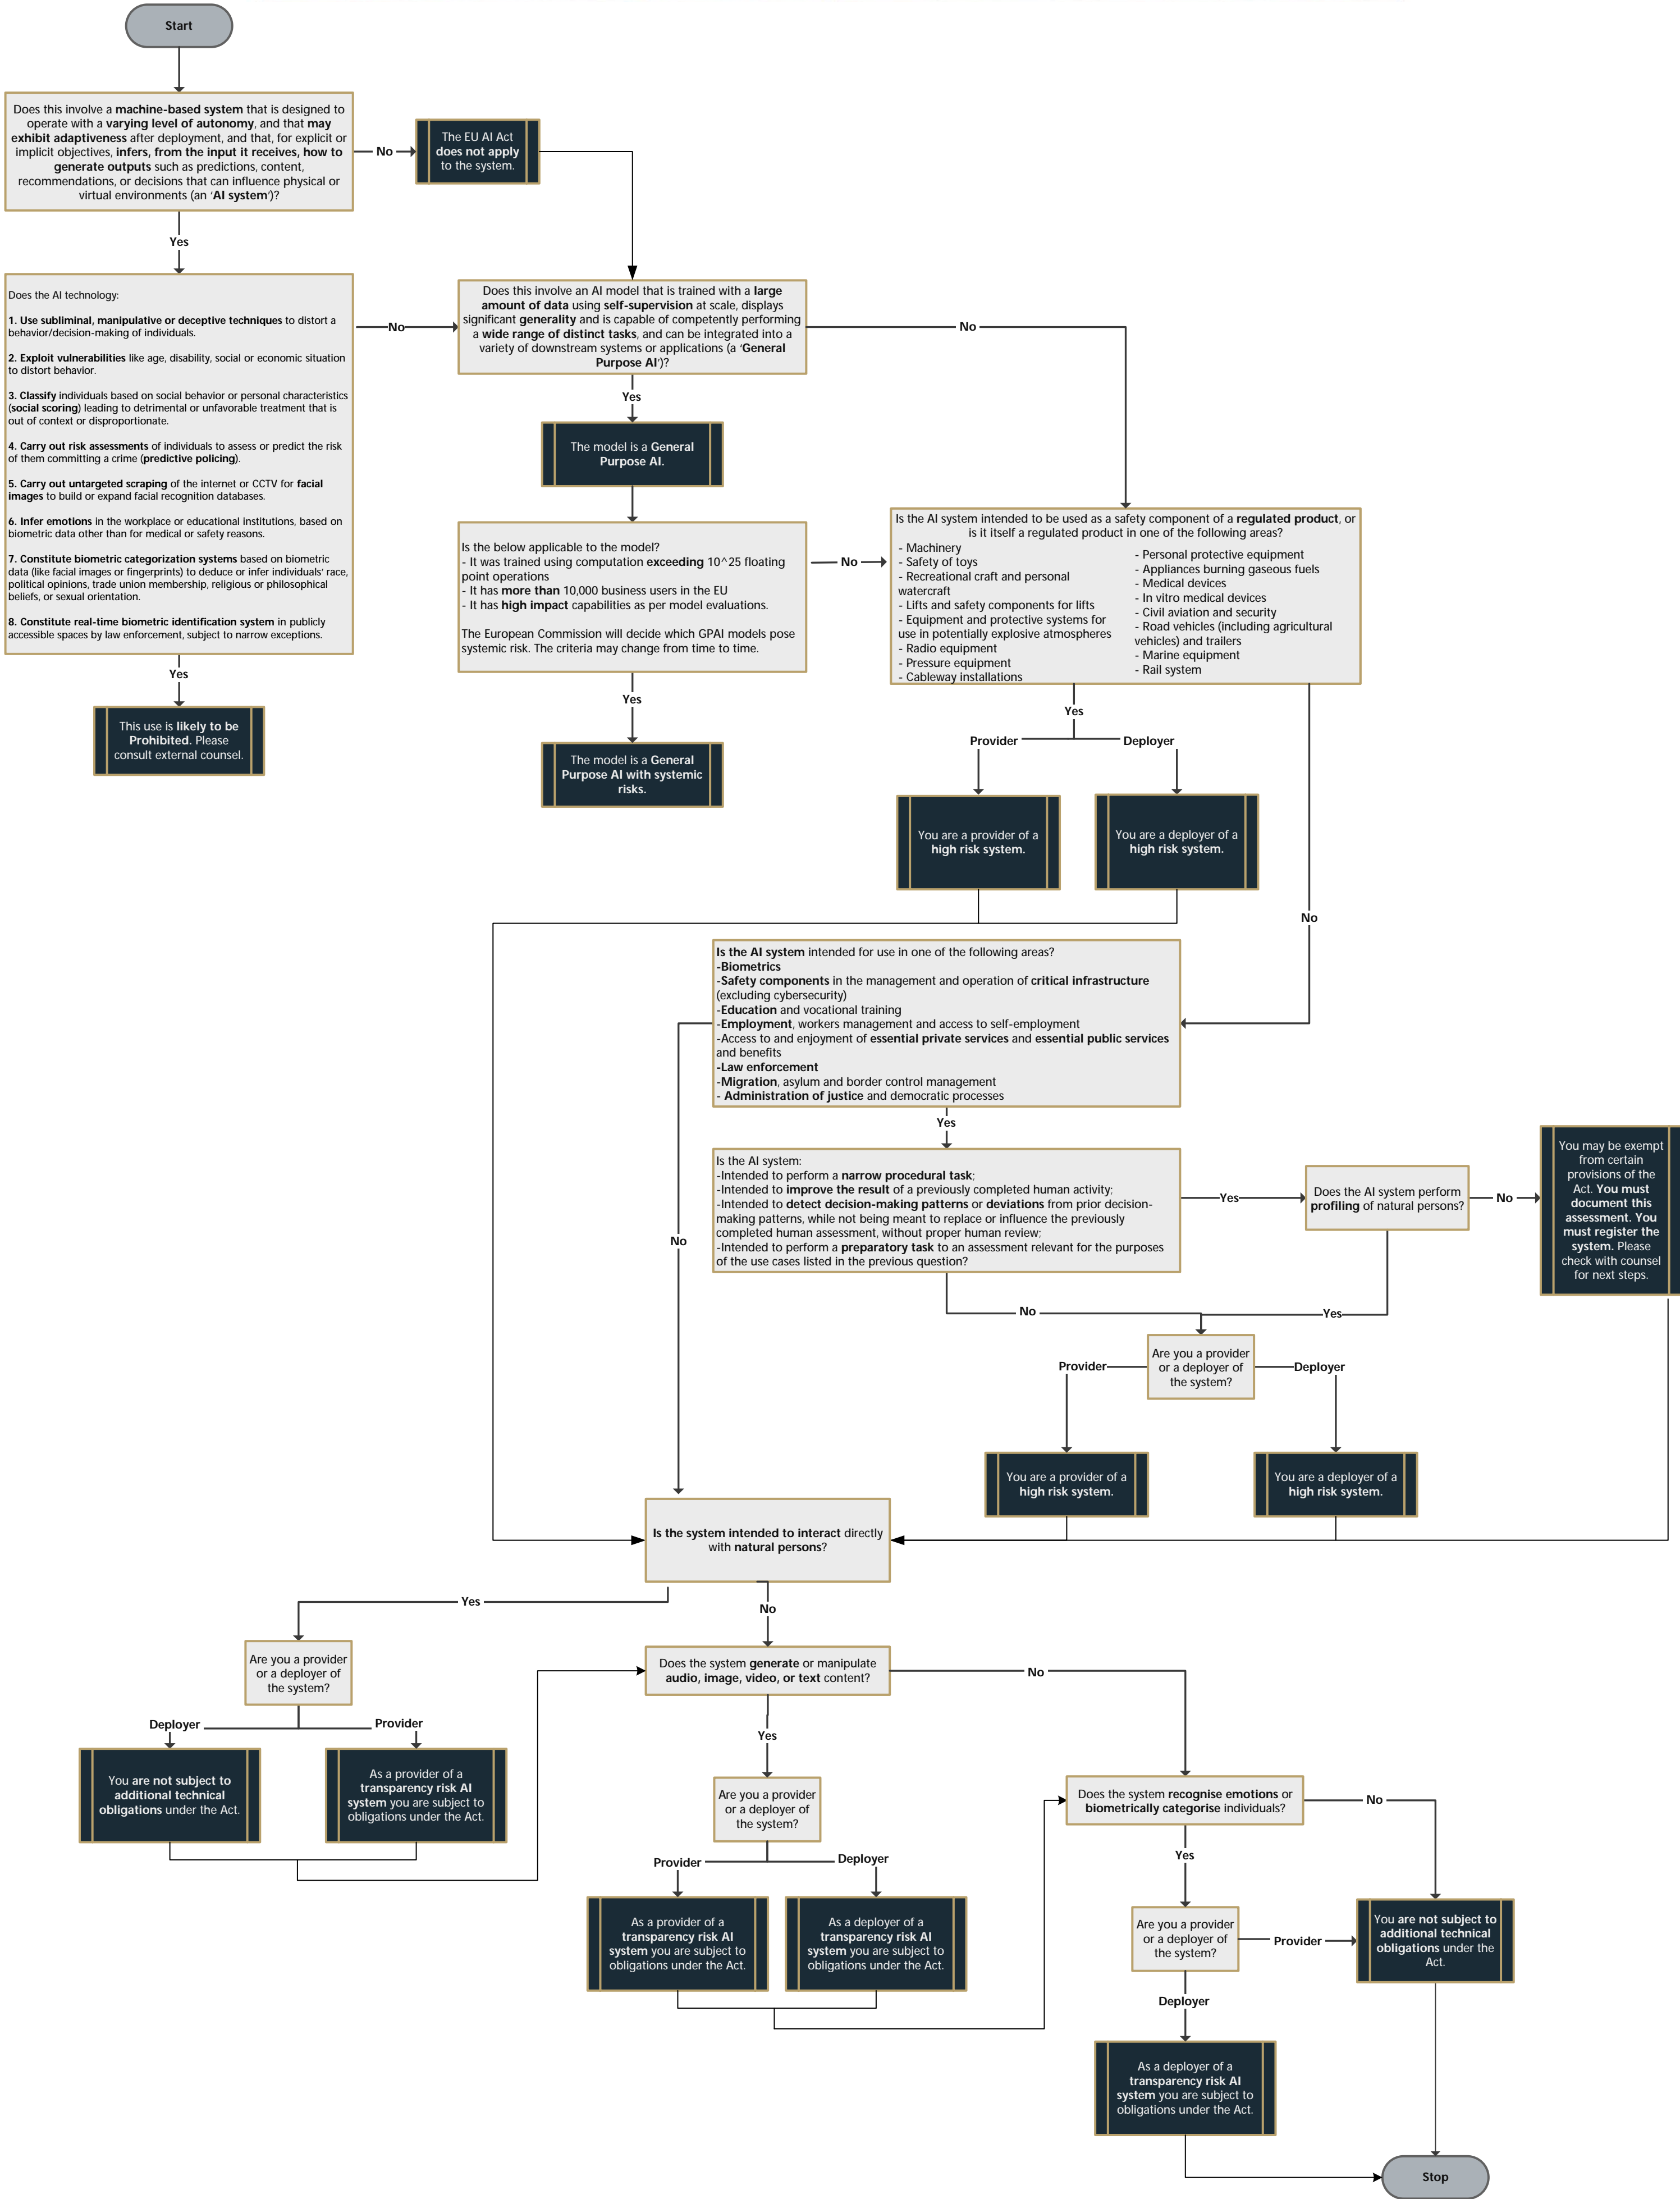 Start
Does this involve a machine-based system that is designed to
operate with a varying level of autonomy, and that may
exhibit adaptiveness after deployment, and that, for explicit or
implicit objectives, infers, from the input it receives, how to
generate outputs such as predictions, content,
recommendations, or decisions that can influence physical or
virtual environments (an ‘AI system’)?
No
The EU AI Act
does not apply
to the system.
Yes
Does the AI technology:
1. Use subliminal, manipulative or deceptive techniques to distort a
behavior/decision-making of individuals.
2. Exploit vulnerabilities like age, disability, social or economic situation
to distort behavior.
3. Classify individuals based on social behavior or personal characteristics
(social scoring) leading to detrimental or unfavorable treatment that is
out of context or disproportionate.
4. Carry out risk assessments of individuals to assess or predict the risk
of them committing a crime (predictive policing).
5. Carry out untargeted scraping of the internet or CCTV for facial
images to build or expand facial recognition databases.
6. Infer emotions in the workplace or educational institutions, based on
biometric data other than for medical or safety reasons.
7. Constitute biometric categorization systems based on biometric
data (like facial images or fingerprints) to deduce or infer individuals’ race,
political opinions, trade union membership, religious or philosophical
beliefs, or sexual orientation.
8. Constitute real-time biometric identification system in publicly
accessible spaces by law enforcement, subject to narrow exceptions.
Yes
This use is likely to be
Prohibited. Please
consult external counsel.
No
Does this involve an AI model that is trained with a large
amount of data using self-supervision at scale, displays
significant generality and is capable of competently performing
a wide range of distinct tasks, and can be integrated into a
variety of downstream systems or applications (a ‘General
Purpose AI’)?
No
Yes
The model is a General
Purpose AI.
Is the below applicable to the model?
- It was trained using computation exceeding 10^25 floating
point operations
- It has more than 10,000 business users in the EU
- It has high impact capabilities as per model evaluations.
The European Commission will decide which GPAI models pose
systemic risk. The criteria may change from time to time.
No
Yes
The model is a General
Purpose AI with systemic
risks.
Is the AI system intended to be used as a safety component of a regulated product, or
is it itself a regulated product in one of the following areas?
- Machinery
- Safety of toys
- Recreational craft and personal
watercraft
- Lifts and safety components for lifts
- Equipment and protective systems for
use in potentially explosive atmospheres
- Radio equipment
- Pressure equipment
- Cableway installations
- Personal protective equipment
- Appliances burning gaseous fuels
- Medical devices
- In vitro medical devices
- Civil aviation and security
- Road vehicles (including agricultural
vehicles) and trailers
- Marine equipment
- Rail system
Yes
Provider
Deployer
You are a provider of a
high risk system.
You are a deployer of a
high risk system.
No
Is the AI system intended for use in one of the following areas?
-Biometrics
-Safety components in the management and operation of critical infrastructure
(excluding cybersecurity)
-Education and vocational training
-Employment, workers management and access to self-employment
-Access to and enjoyment of essential private services and essential public services
and benefits
-Law enforcement
-Migration, asylum and border control management
- Administration of justice and democratic processes
No
Yes
Is the AI system:
-Intended to perform a narrow procedural task;
-Intended to improve the result of a previously completed human activity;
-Intended to detect decision-making patterns or deviations from prior decision-
making patterns, while not being meant to replace or influence the previously
completed human assessment, without proper human review;
-Intended to perform a preparatory task to an assessment relevant for the purposes
of the use cases listed in the previous question?
Yes
Does the AI system perform
profiling of natural persons?
No
You may be exempt
from certain
provisions of the
Act. You must
document this
assessment. You
must register the
system. Please
check with counsel
for next steps.
No
Yes
Are you a provider
or a deployer of
the system?
Provider
Deployer
You are a provider of a
high risk system.
You are a deployer of a
high risk system.
Is the system intended to interact directly
with natural persons?
Yes
No
Are you a provider
or a deployer of
the system?
Deployer
Provider
You are not subject to
additional technical
obligations under the Act.
As a provider of a
transparency risk AI
system you are subject to
obligations under the Act.
Does the system generate or manipulate
audio, image, video, or text content?
No
Yes
Are you a provider
or a deployer of
the system?
Provider
Deployer
As a provider of a
transparency risk AI
system you are subject to
obligations under the Act.
As a deployer of a
transparency risk AI
system you are subject to
obligations under the Act.
Does the system recognise emotions or
biometrically categorise individuals?
No
Yes
Are you a provider
or a deployer of
the system?
Provider
You are not subject to
additional technical
obligations under the
Act.
Deployer
As a deployer of a
transparency risk AI
system you are subject to
obligations under the Act.
Stop